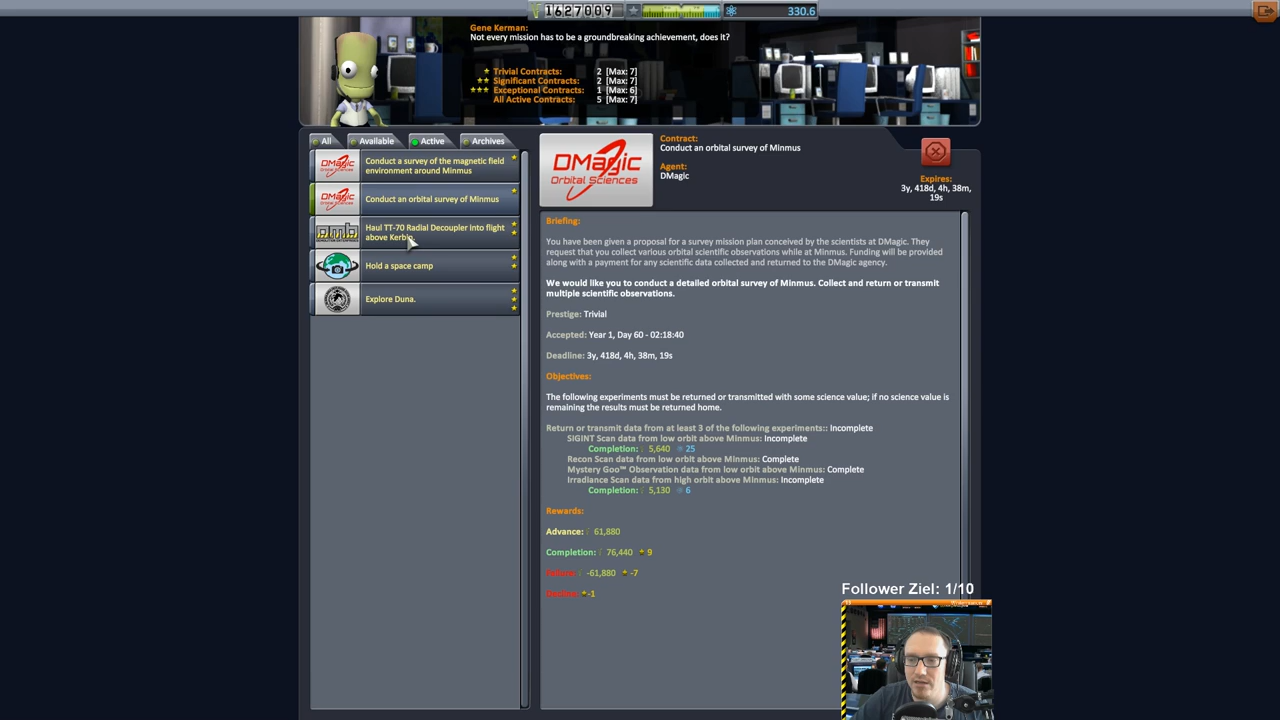 1627009
330.6
Gene Kerman:
Not every mission has to be a groundbreaking achievement, does it?
Trivial Contracts: 2 [Max: 7]
Significant Contracts: 2 [Max: 7]
Exceptional Contracts: 1 [Max: 6]
All Active Contracts: 5 [Max: 7]
All
Available
Active
Archives
DMagic
Conduct a survey of the magnetic field
environment around Minmus
DMagic
Conduct an orbital survey of Minmus
Haul TT-70 Radial Decoupler into flight
above Kerbin.
Hold a space camp
Explore Duna.
DMagic
Orbital Sciences
Contract:
Conduct an orbital survey of Minmus
Agent:
DMagic
Expires:
3y, 418d, 4h, 38m,
19s
Briefing:
You have been given a proposal for a survey mission plan conceived by the scientists at DMagic. They
request that you collect various orbital scientific observations while at Minmus. Funding will be provided
along with a payment for any scientific data collected and returned to the DMagic agency.
We would like you to conduct a detailed orbital survey of Minmus. Collect and return or transmit
multiple scientific observations.
Prestige: Trivial
Accepted: Year 1, Day 60 - 02:18:40
Deadline: 3y, 418d, 4h, 38m, 19s
Objectives:
The following experiments must be returned or transmitted with some science value; if no science value is
remaining the results must be returned home.
Return or transmit data from at least 3 of the following experiments:: Incomplete
SIGINT Scan data from low orbit above Minmus: Incomplete
Completion: 5,640 25
Recon Scan data from low orbit above Minmus: Complete
Mystery Goo™ Observation data from low orbit above Minmus: Complete
Irradiance Scan data from high orbit above Minmus: Incomplete
Completion: 5,130 6
Rewards:
Advance: 61,880
Completion: 76,440 9
Failure: -61,880 -7
Decline: -1
Follower Ziel: 1/10